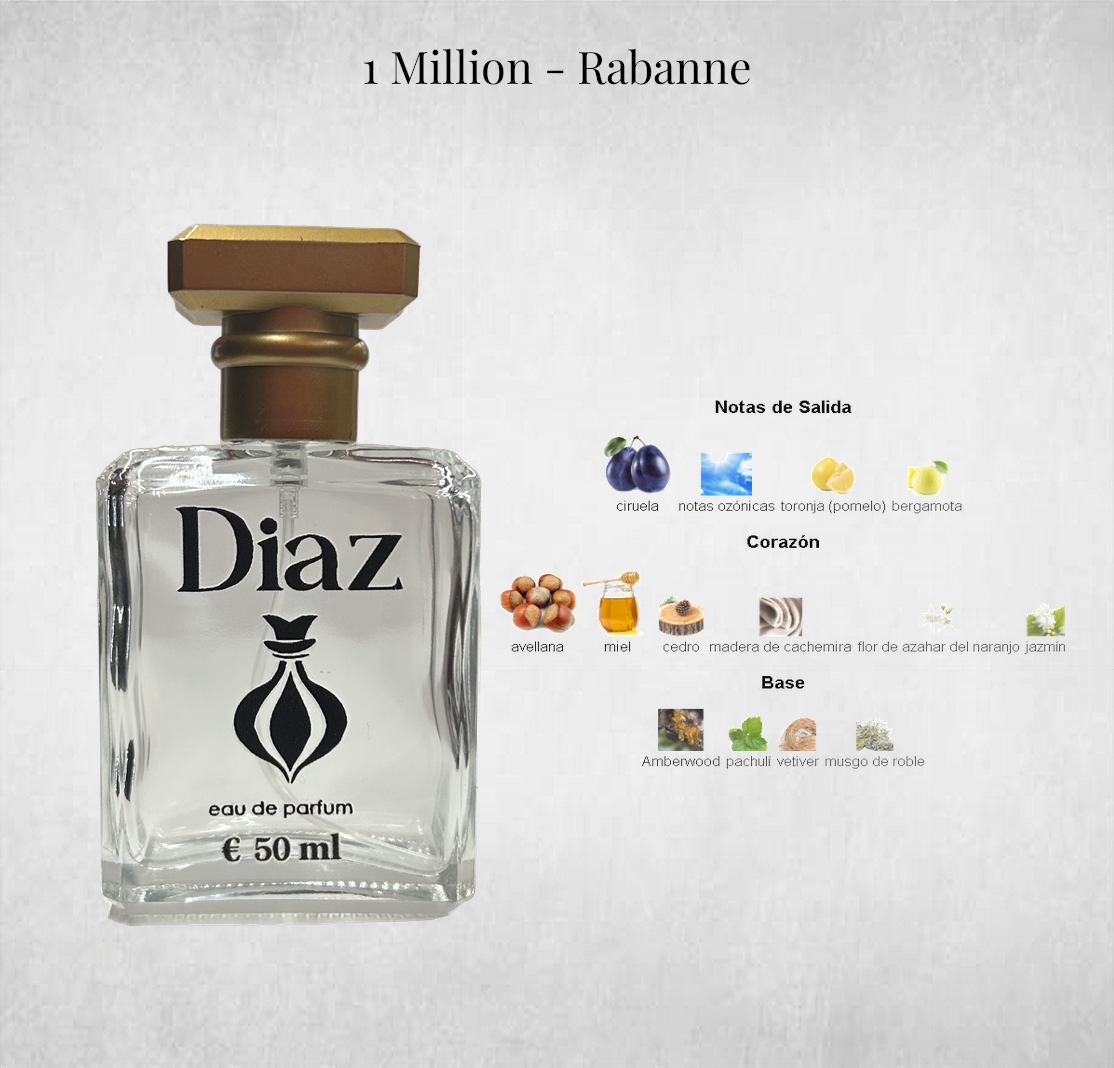 1 Million - Rabanne
Diaz
eau de parfum
€ 50 ml
Notas de Salida
ciruela notas ozónicas toronja (pomelo) bergamota
Corazón
avellana miel cedro madera de cachemira flor de azahar del naranjo jazmín
Base
Amberwood pachulí vetiver musgo de roble